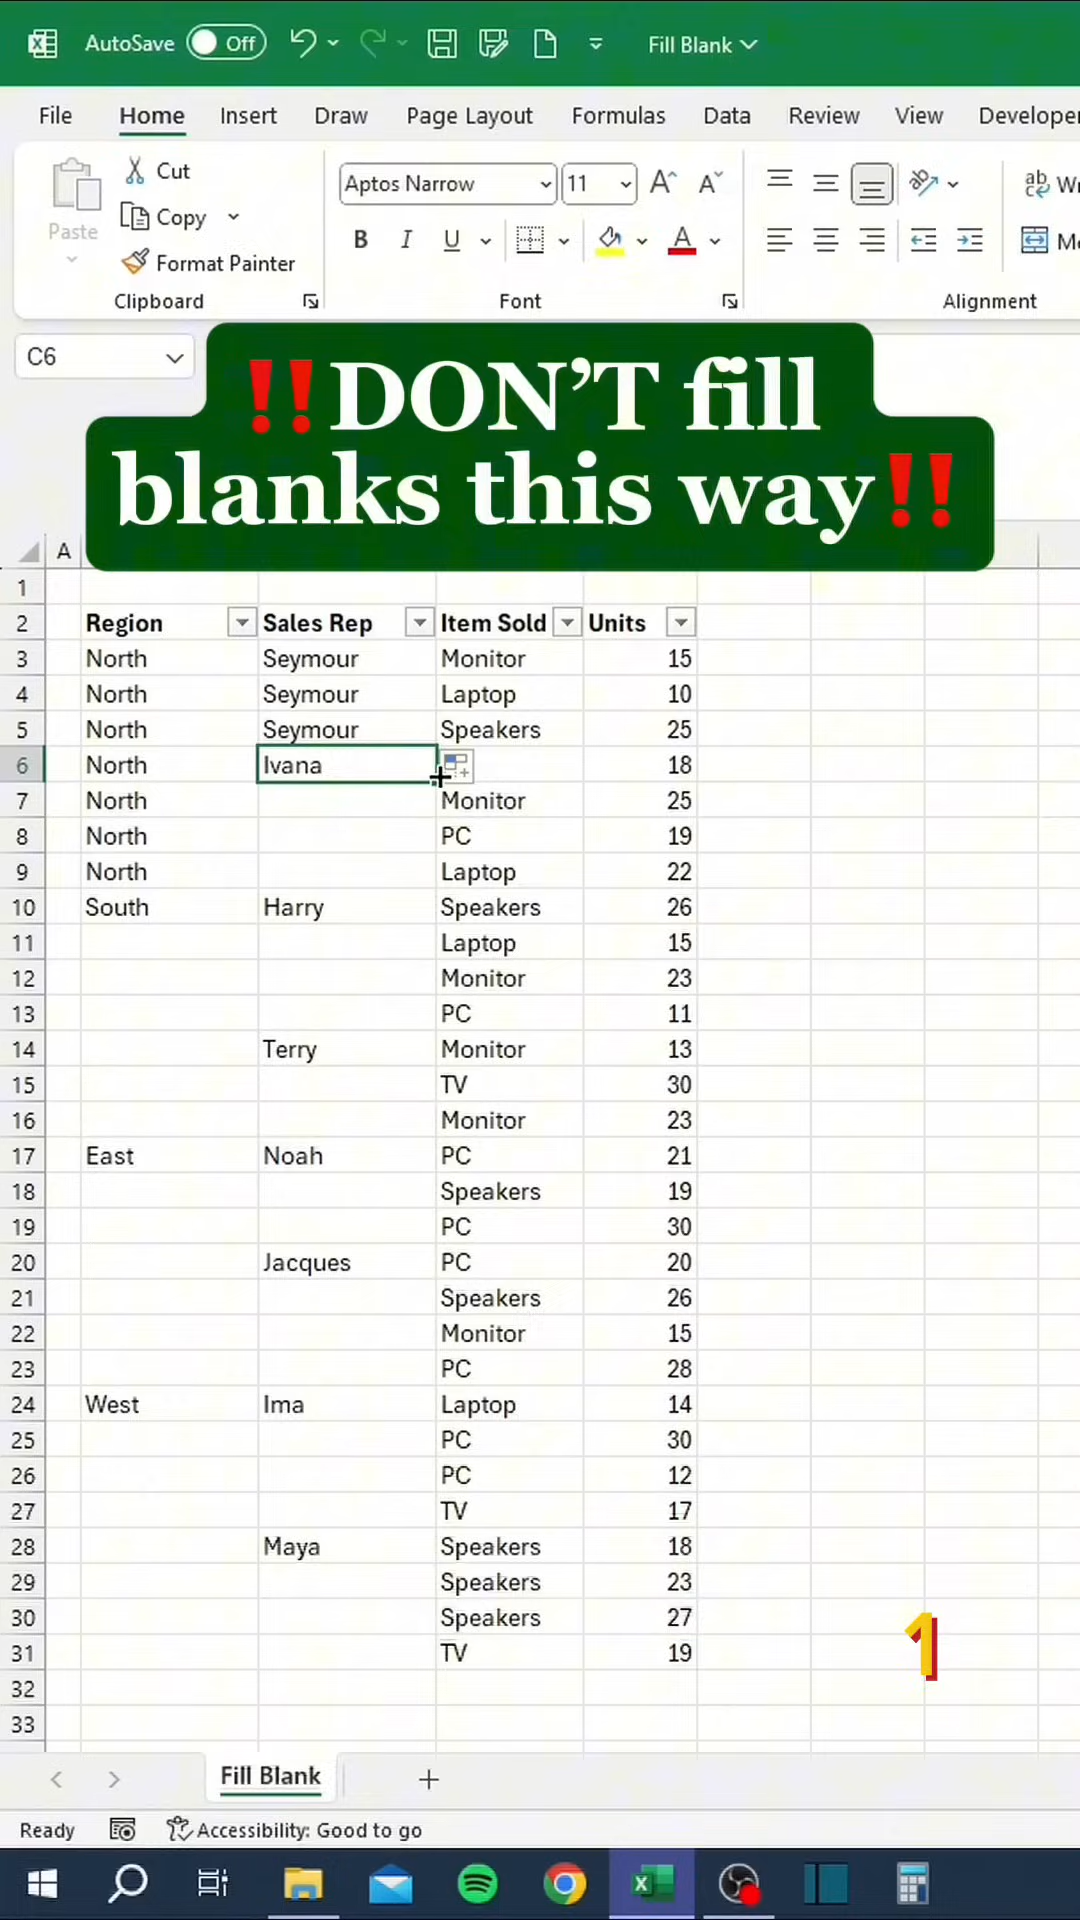 AutoSave Off Fill Blank
File Home Insert Draw Page Layout Formulas Data Review View Developer
Cut
Aptos Narrow 11
ab
Copy
Paste
B I U A
Format Painter
Clipboard Font Alignment
C6
‼️DON’T fill
blanks this way‼️
A
1
2 Region Sales Rep Item Sold Units
3 North Seymour Monitor 15
4 North Seymour Laptop 10
5 North Seymour Speakers 25
6 North Ivana 18
7 North Monitor 25
8 North PC 19
9 North Laptop 22
10 South Harry Speakers 26
11 Laptop 15
12 Monitor 23
13 PC 11
14 Terry Monitor 13
15 TV 30
16 Monitor 23
17 East Noah PC 21
18 Speakers 19
19 PC 30
20 Jacques PC 20
21 Speakers 26
22 Monitor 15
23 PC 28
24 West Ima Laptop 14
25 PC 30
26 PC 12
27 TV 17
28 Maya Speakers 18
29 Speakers 23
30 Speakers 27
1
31 TV 19
32
33
Fill Blank
Ready Accessibility: Good to go